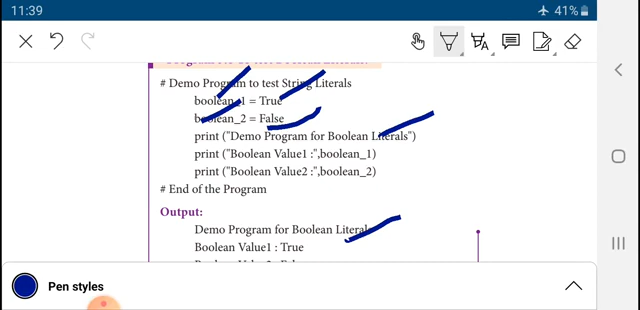 11:39
41%
# Demo Program to test String Literals
boolean_1 = True
boolean_2 = False
print ("Demo Program for Boolean Literals")
print ("Boolean Value1 :",boolean_1)
print ("Boolean Value2 :",boolean_2)
# End of the Program
Output:
Demo Program for Boolean Literals
Boolean Value1 : True
Pen styles